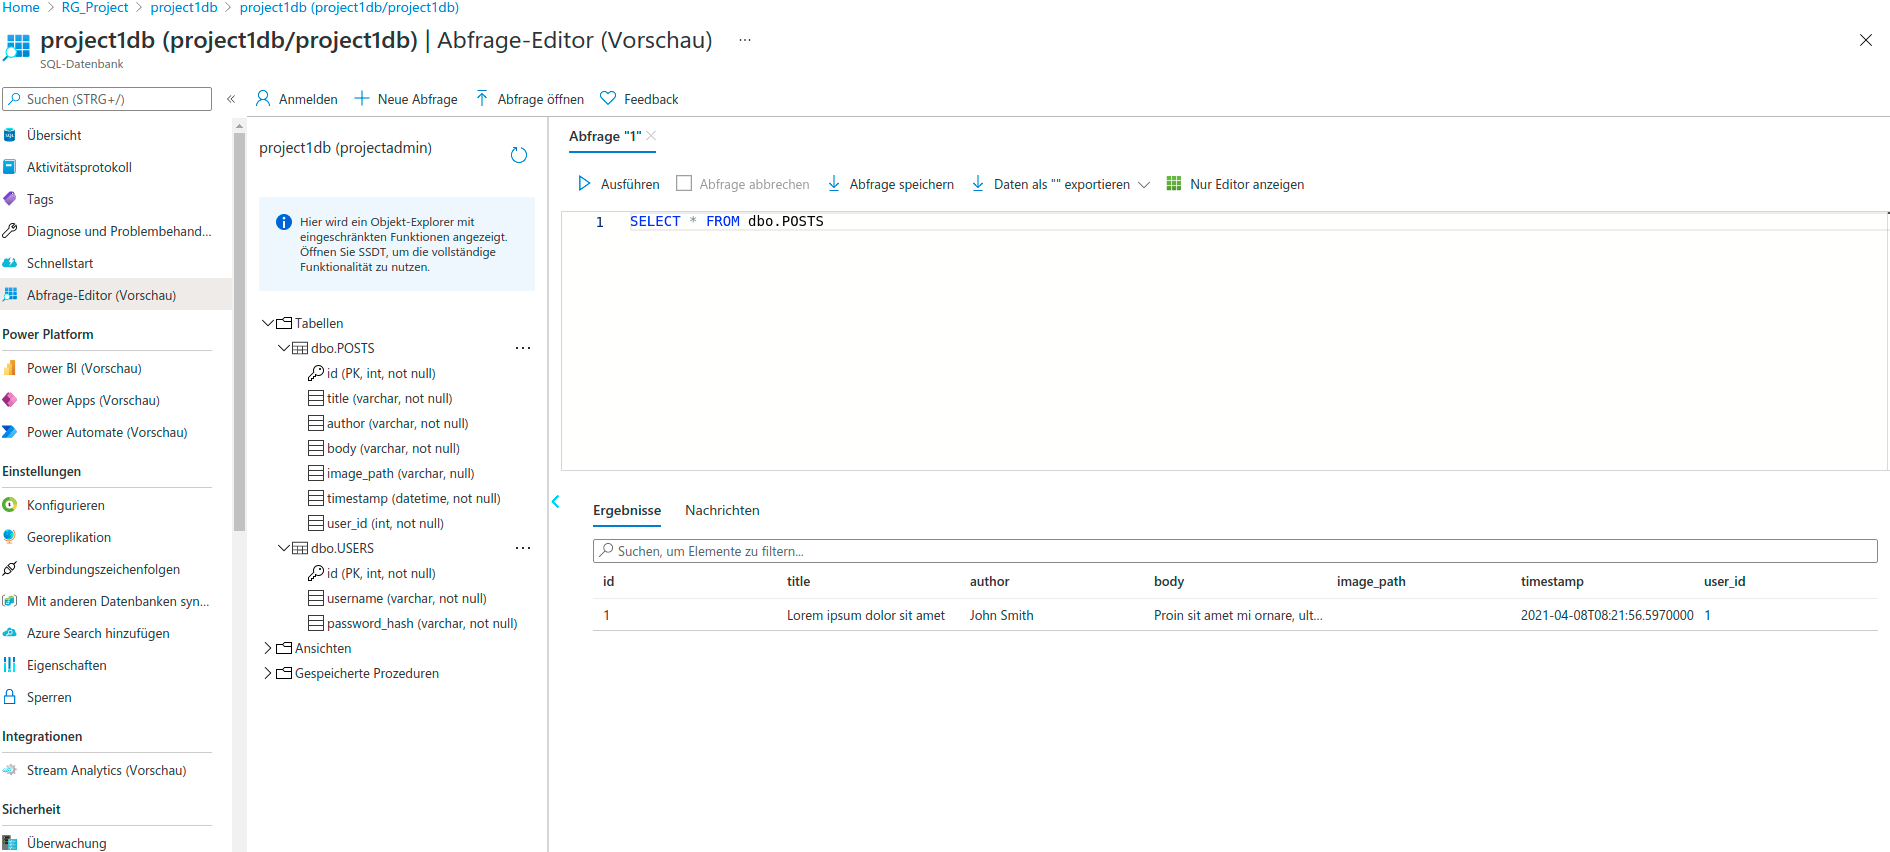 Home > RG_Project > project1db > project1db (project1db/project1db)
project1db (project1db/project1db) | Abfrage-Editor (Vorschau) ...
SQL-Datenbank
Suchen (STRG+/)
«
Übersicht
Aktivitätsprotokoll
Tags
Diagnose und Problembehand...
Schnellstart
Abfrage-Editor (Vorschau)
Power Platform
Power BI (Vorschau)
Power Apps (Vorschau)
Power Automate (Vorschau)
Einstellungen
Konfigurieren
Georeplikation
Verbindungszeichenfolgen
Mit anderen Datenbanken syn...
Azure Search hinzufügen
Eigenschaften
Sperren
Integrationen
Stream Analytics (Vorschau)
Sicherheit
Überwachung
Anmelden Neue Abfrage Abfrage öffnen Feedback
project1db (projectadmin)
Hier wird ein Objekt-Explorer mit
eingeschränkten Funktionen angezeigt.
Öffnen Sie SSDT, um die vollständige
Funktionalität zu nutzen.
Tabellen
dbo.POSTS ...
id (PK, int, not null)
title (varchar, not null)
author (varchar, not null)
body (varchar, not null)
image_path (varchar, null)
timestamp (datetime, not null)
user_id (int, not null)
dbo.USERS ...
id (PK, int, not null)
username (varchar, not null)
password_hash (varchar, not null)
Ansichten
Gespeicherte Prozeduren
Abfrage "1"
Ausführen Abfrage abbrechen Abfrage speichern Daten als "" exportieren Nur Editor anzeigen
1 SELECT * FROM dbo.POSTS
Ergebnisse Nachrichten
Suchen, um Elemente zu filtern...
id title author body image_path timestamp user_id
1 Lorem ipsum dolor sit amet John Smith Proin sit amet mi ornare, ult... 2021-04-08T08:21:56.5970000 1